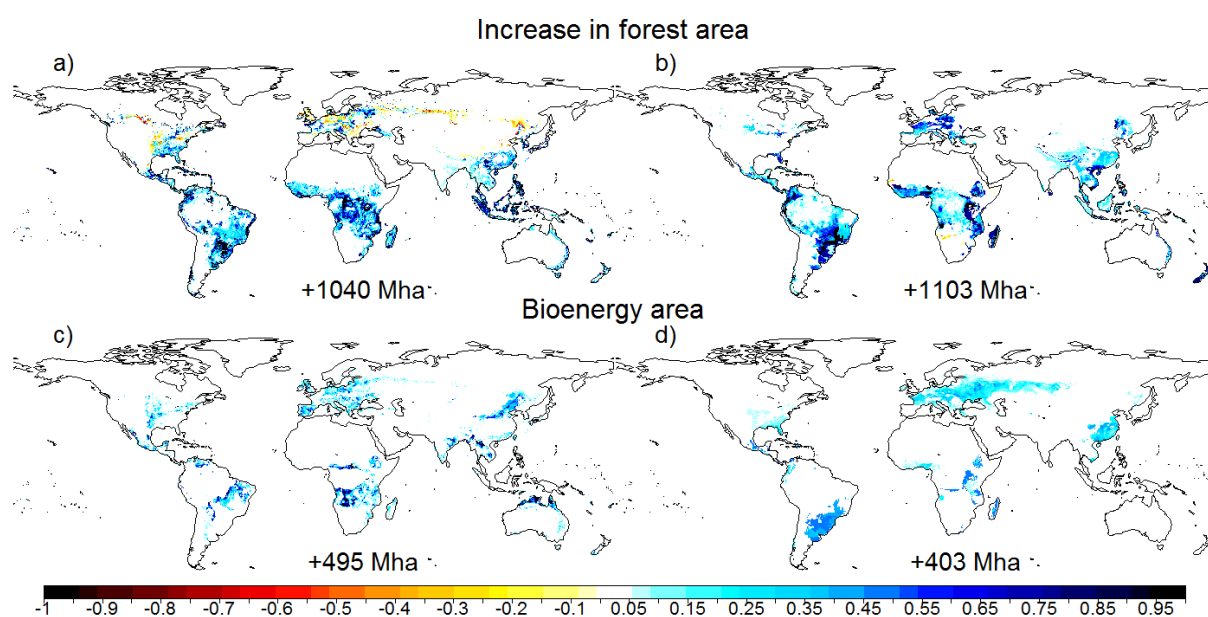 Increase in forest area
a)
b)
+1040 Mha
+1103 Mha
Bioenergy area
c)
d)
+495 Mha
+403 Mha
-1 -0.9 -0.8 -0.7 -0.6 -0.5 -0.4 -0.3 -0.2 -0.1 0.05 0.15 0.25 0.35 0.45 0.55 0.65 0.75 0.85 0.95